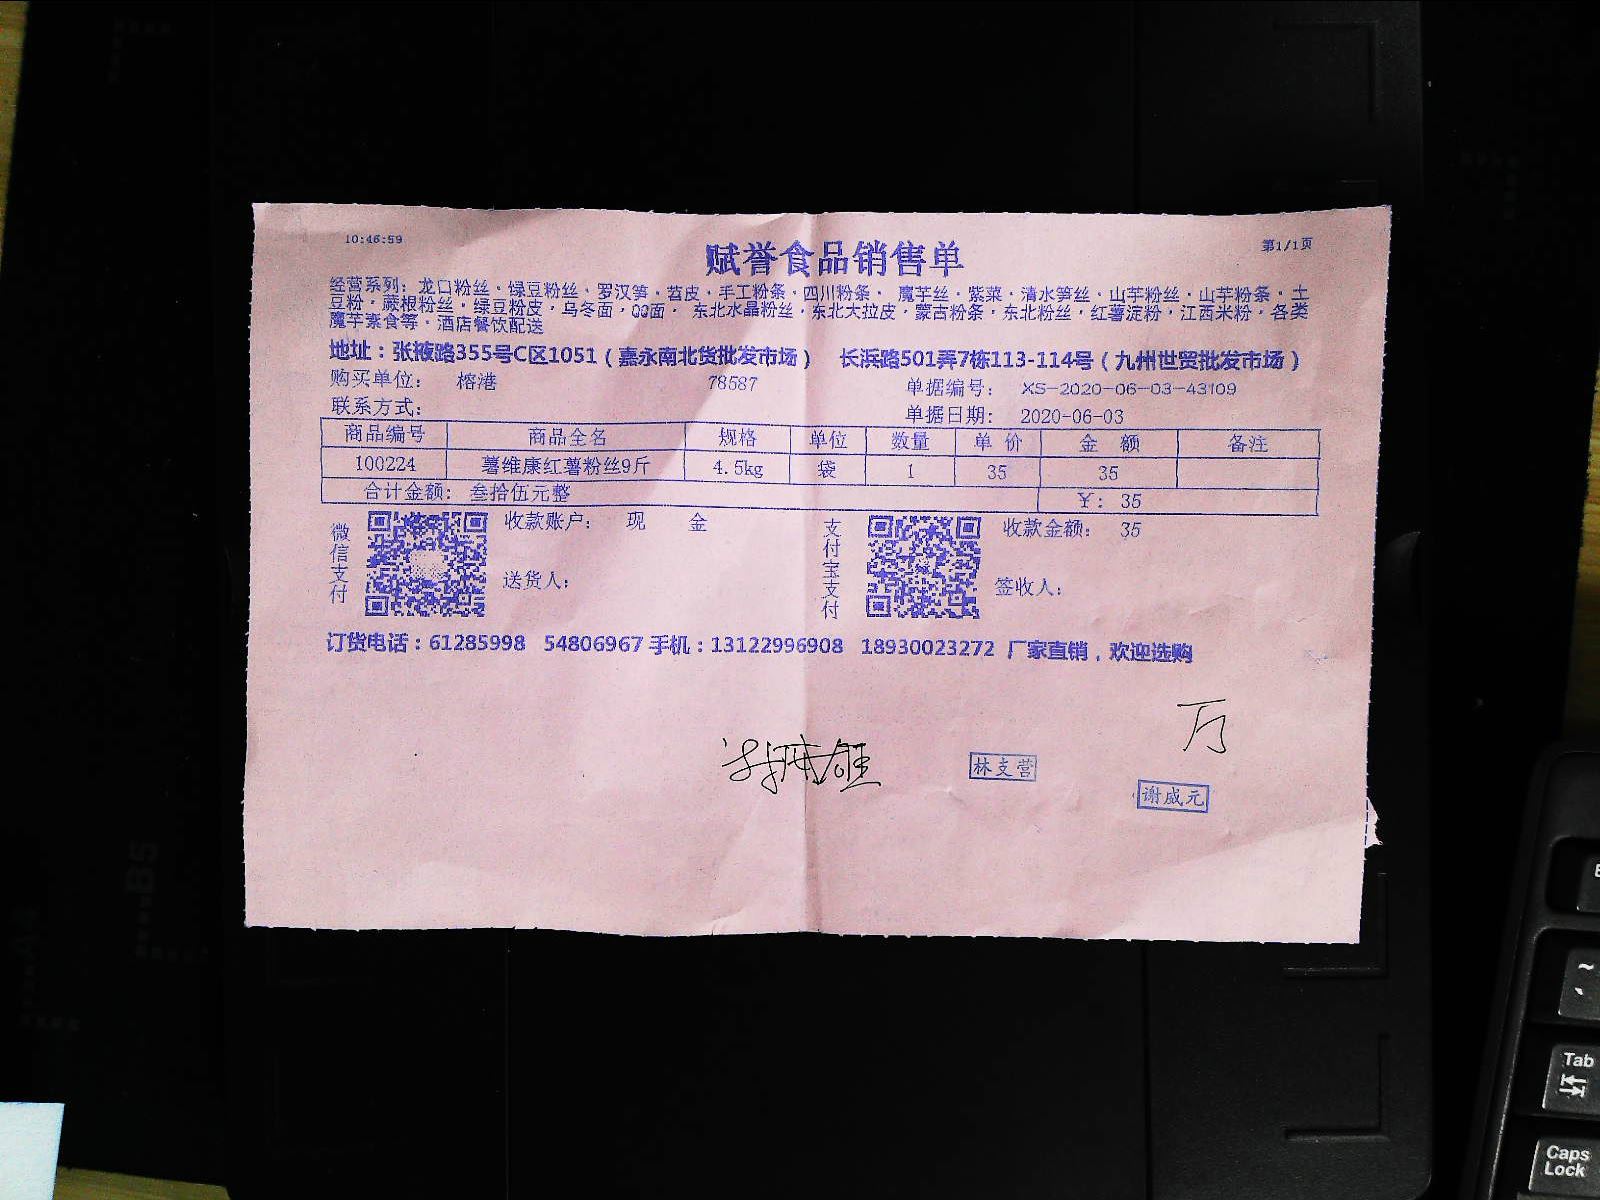 10:46:59
第1/1页
赋誉食品销售单
经营系列：龙口粉丝·绿豆粉丝·罗汉笋·苕皮·手工粉条·四川粉条· 魔芋丝·紫菜·清水笋丝·山芋粉丝·山芋粉条·土
豆粉·蕨根粉丝·绿豆粉皮·乌冬面·QQ面· 东北水晶粉丝·东北大拉皮·蒙古粉条·东北粉丝·红薯淀粉·江西米粉·各类
魔芋素食等·酒店餐饮配送
地址：张掖路355号C区1051（嘉永南北货批发市场） 长浜路501弄7栋113-114号（九州世贸批发市场）
购买单位： 榕港 78587 单据编号： XS-2020-06-03-43109
联系方式： 单据日期： 2020-06-03
商品编号 商品全名 规格 单位 数量 单 价 金 额 备注
100224 薯维康红薯粉丝9斤 4.5kg 袋 1 35 35
合计金额： 叁拾伍元整 ￥： 35
微信支付 收款账户： 现 金 支付宝支付 收款金额： 35
送货人： 签收人：
订货电话：61285998 54806967 手机：13122996908 18930023272 厂家直销，欢迎选购
万
林支营
谢威元
B5
A4
Tab
Caps
Lock